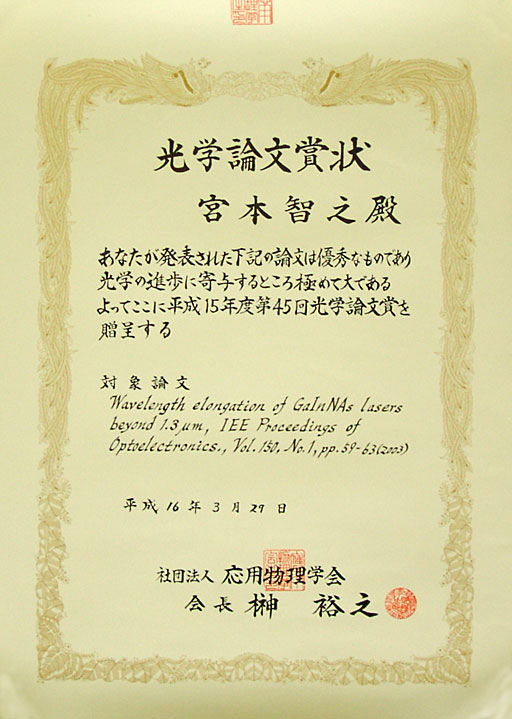 光学論文賞状
宮本智之殿
あなたが発表された下記の論文は優秀なものであり
光学の進歩に寄与するところ極めて大である
よってここに平成15年度第45回光学論文賞を
贈呈する
対象論文
Wavelength elongation of GaInNAs lasers
beyond 1.3μm, IEE Proceedings of
Optoelectronics., Vol. 150, No. 1, pp. 59-63 (2003)
平成16年3月29日
社団法人 応用物理学会
会長 榊 裕之